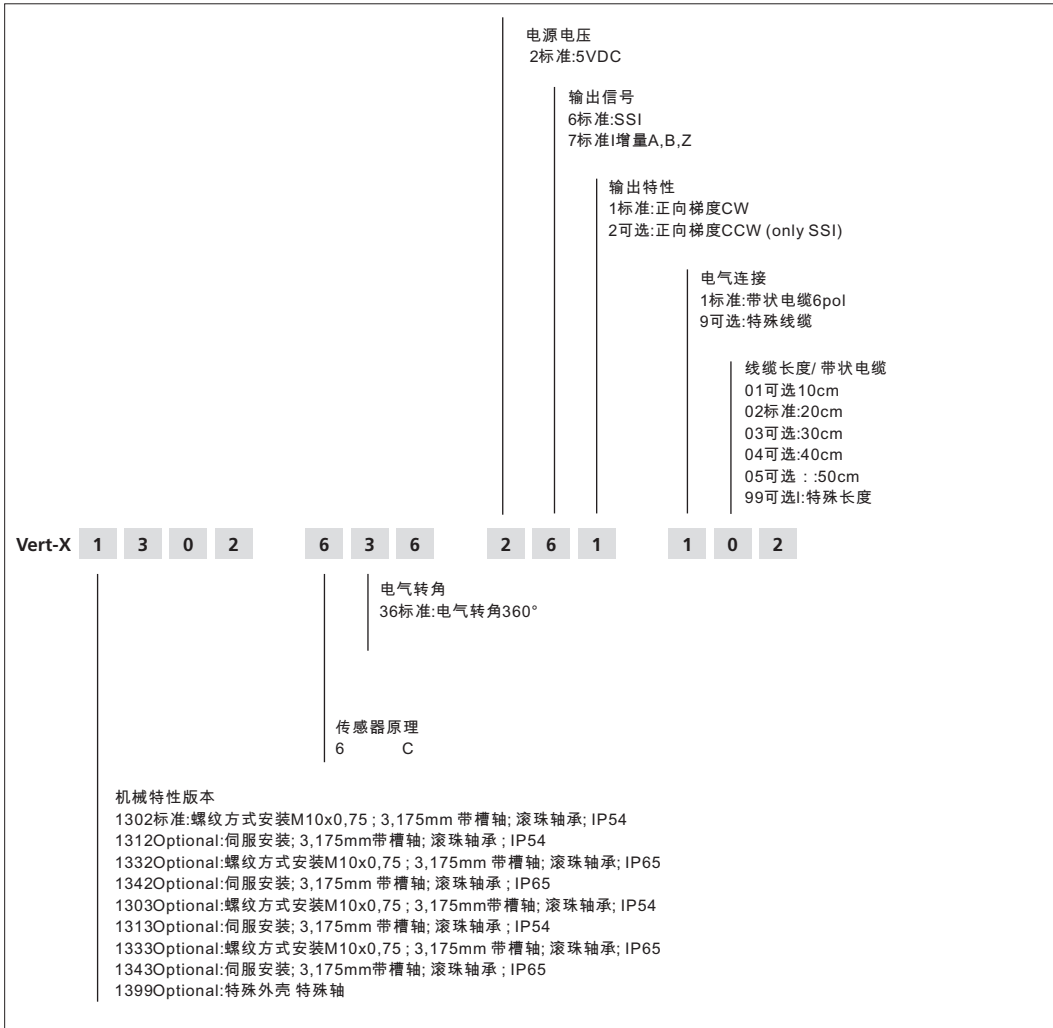 电源电压
2标准:5VDC
输出信号
6标准:SSI
7标准I增量A,B,Z
输出特性
1标准:正向梯度CW
2可选:正向梯度CCW (only SSI)
电气连接
1标准:带状电缆6pol
9可选:特殊线缆
线缆长度/ 带状电缆
01可选10cm
02标准:20cm
03可选:30cm
04可选:40cm
05可选 : :50cm
99可选I:特殊长度
Vert-X 1 3 0 2 6 3 6 2 6 1 1 0 2
电气转角
36标准:电气转角360°
传感器原理
6 C
机械特性版本
1302标准:螺纹方式安装M10x0,75 ; 3,175mm 带槽轴; 滚珠轴承; IP54
1312Optional:伺服安装; 3,175mm带槽轴; 滚珠轴承 ; IP54
1332Optional:螺纹方式安装M10x0,75 ; 3,175mm 带槽轴; 滚珠轴承; IP65
1342Optional:伺服安装; 3,175mm 带槽轴; 滚珠轴承 ; IP65
1303Optional:螺纹方式安装M10x0,75 ; 3,175mm带槽轴; 滚珠轴承; IP54
1313Optional:伺服安装; 3,175mm 带槽轴; 滚珠轴承 ; IP54
1333Optional:螺纹方式安装M10x0,75 ; 3,175mm 带槽轴; 滚珠轴承; IP65
1343Optional:伺服安装; 3,175mm带槽轴; 滚珠轴承 ; IP65
1399Optional:特殊外壳 特殊轴